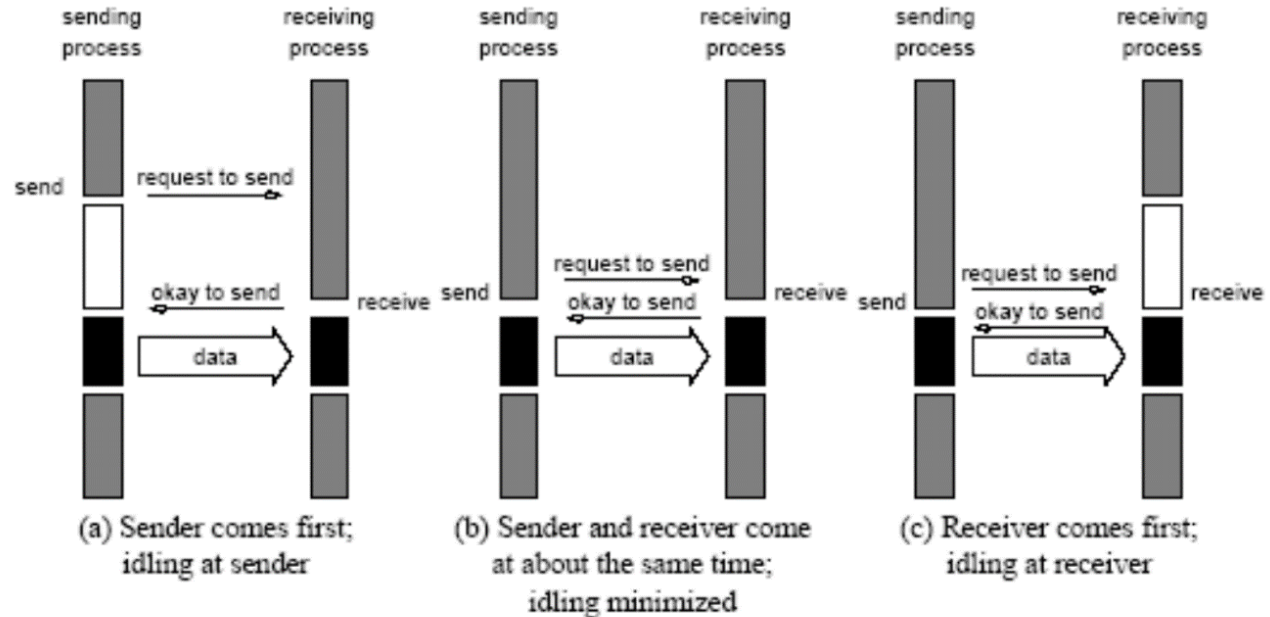 sending process
receiving process
send
request to send
okay to send
receive
data
(a) Sender comes first;
idling at sender
sending process
receiving process
request to send
send
okay to send
receive
data
(b) Sender and receiver come
at about the same time;
idling minimized
sending process
receiving process
request to send
send
okay to send
receive
data
(c) Receiver comes first;
idling at receiver